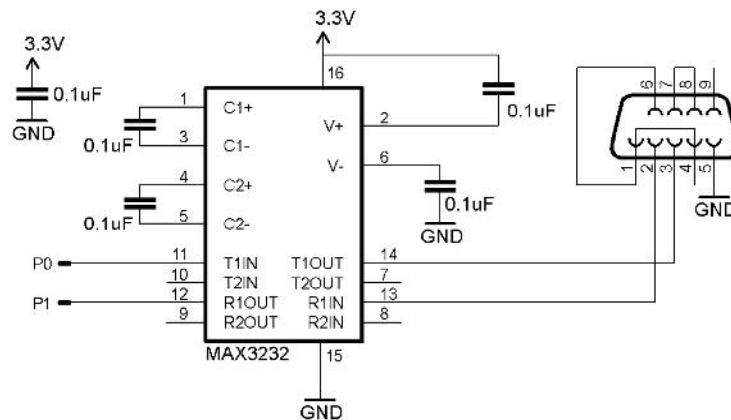 3.3V
0.1uF
GND
3.3V
16
1 C1+
0.1uF
3 C1-
4 C2+
0.1uF
5 C2-
V+ 2
0.1uF
V- 6
0.1uF
GND
P0 11 T1IN
10 T2IN
P1 12 R1OUT
9 R2OUT
T1OUT 14
T2OUT 7
R1IN 13
R2IN 8
MAX3232
15
GND
6 7 8 9
1 2 3 4 5
GND